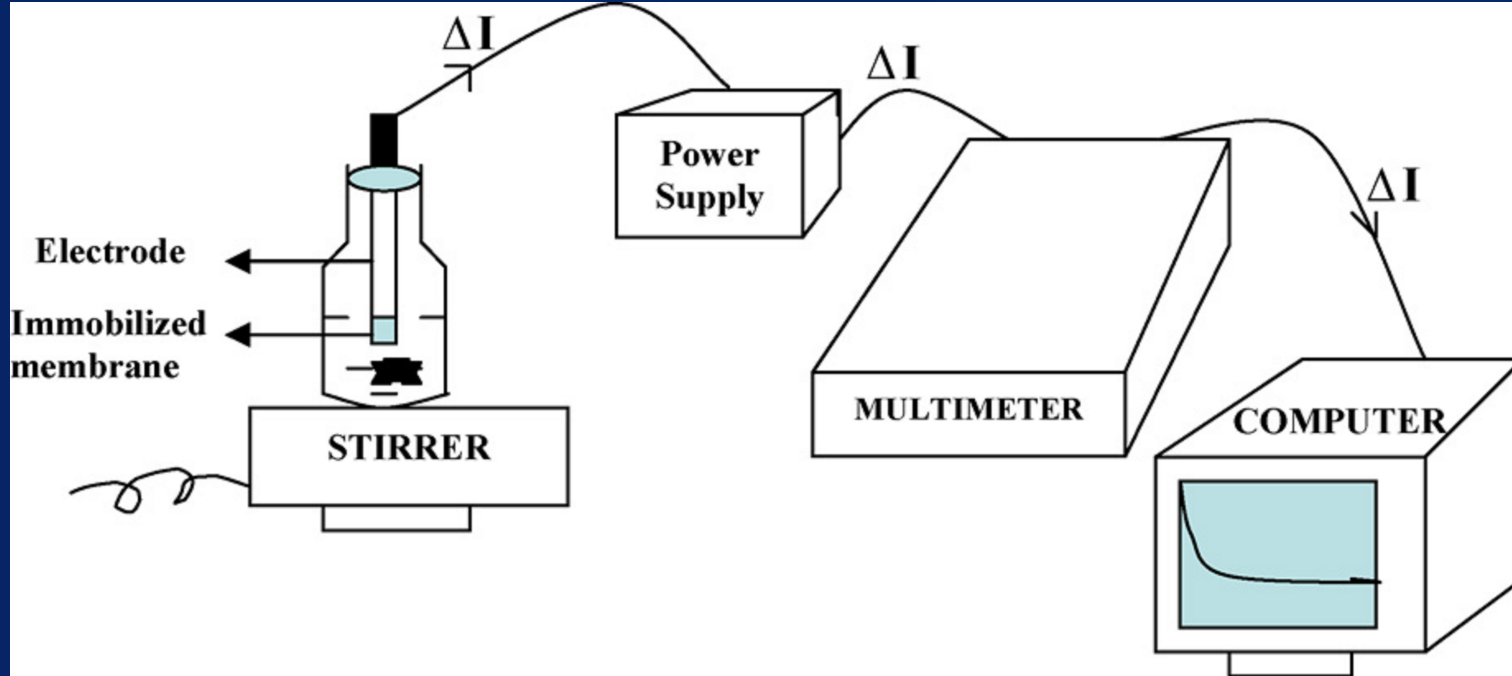 ΔI
ΔI
Power
Supply
ΔI
Electrode
Immobilized
membrane
MULTIMETER
COMPUTER
STIRRER